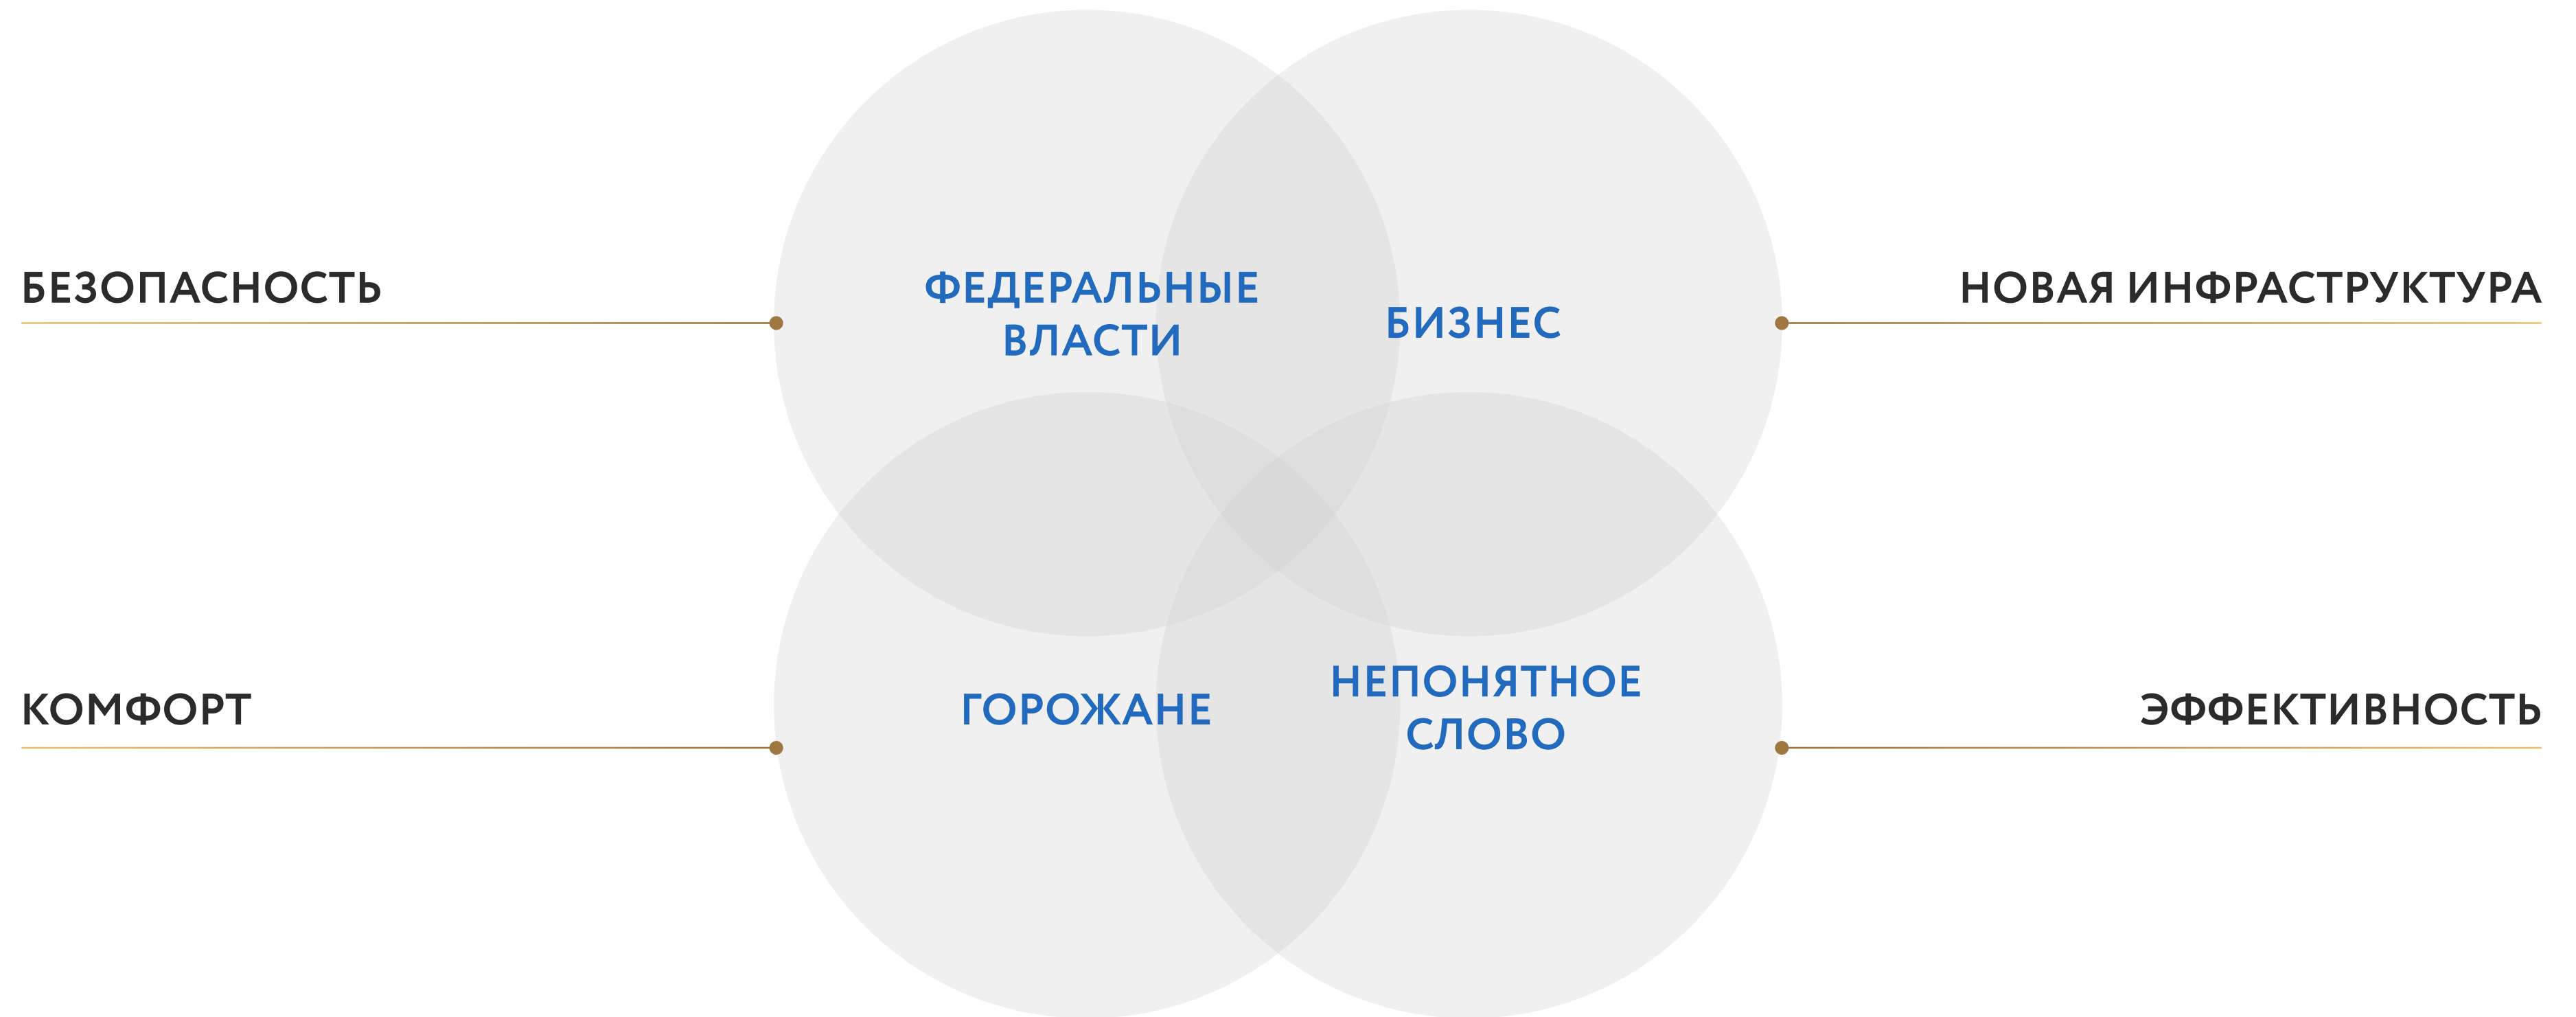 БЕЗОПАСНОСТЬ
ФЕДЕРАЛЬНЫЕ
ВЛАСТИ
БИЗНЕС
НОВАЯ ИНФРАСТРУКТУРА
КОМФОРТ
ГОРОЖАНЕ
НЕПОНЯТНОЕ
СЛОВО
ЭФФЕКТИВНОСТЬ